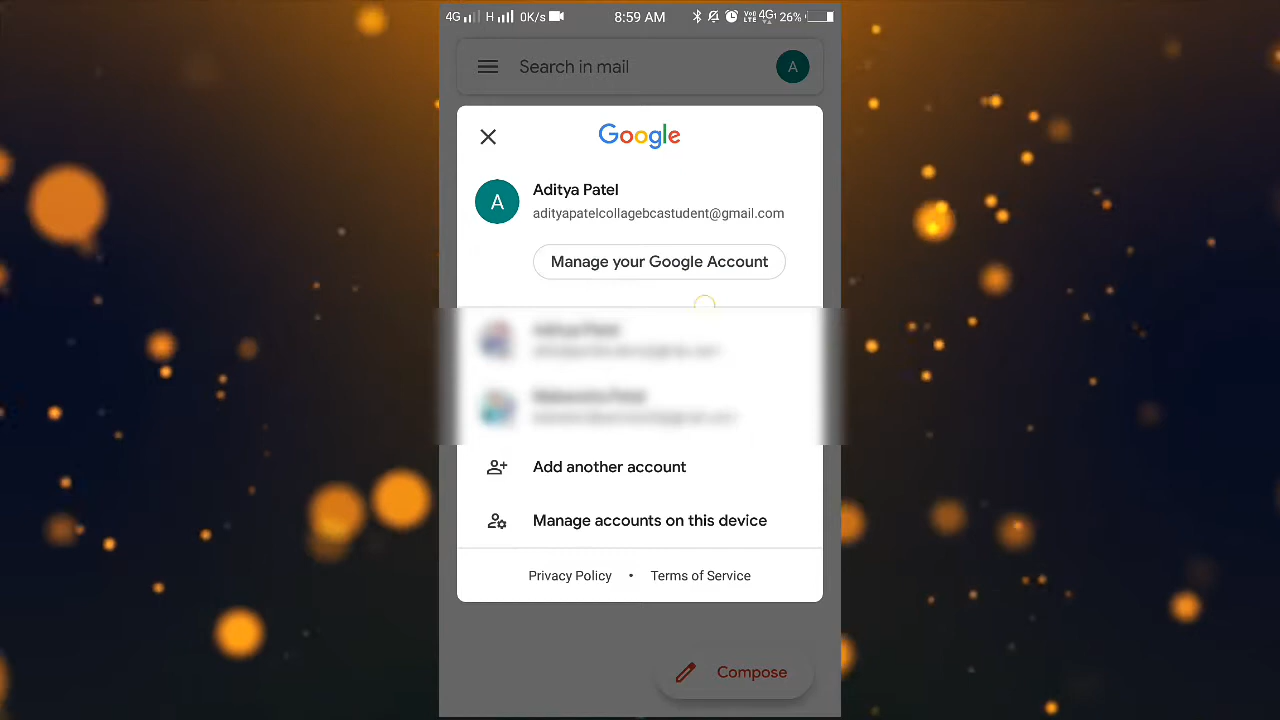 4G H 0K/s 8:59 AM 4G 26%
Search in mail A
Google
A Aditya Patel
adityapatelcollagebcastudent@gmail.com
Manage your Google Account
Add another account
Manage accounts on this device
Privacy Policy • Terms of Service
Compose